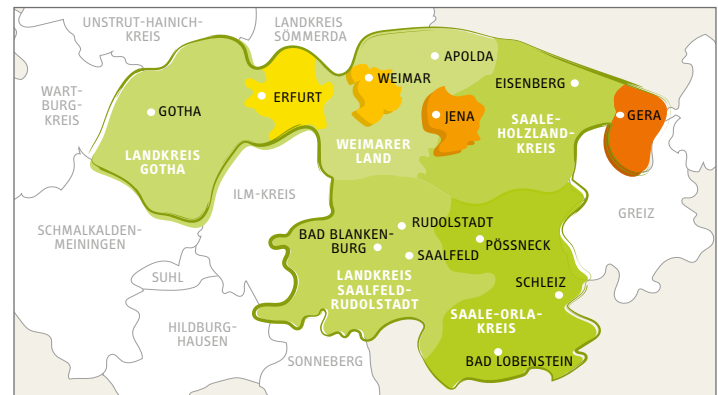 UNSTRUT-HAINICH-
KREIS
LANDKREIS
SÖMMERDA
WART-
BURG-
KREIS
GOTHA
LANDKREIS
GOTHA
ERFURT
WEIMAR
APOLDA
WEIMARER
LAND
JENA
EISENBERG
SAALE-
HOLZLAND-
KREIS
GERA
GREIZ
ILM-KREIS
SCHMALKALDEN-
MEININGEN
SUHL
HILDBURG-
HAUSEN
SONNEBERG
RUDOLSTADT
BAD BLANKEN-
BURG
SAALFELD
LANDKREIS
SAALFELD-
RUDOLSTADT
PÖSSNECK
SCHLEIZ
SAALE-ORLA-
KREIS
BAD LOBENSTEIN